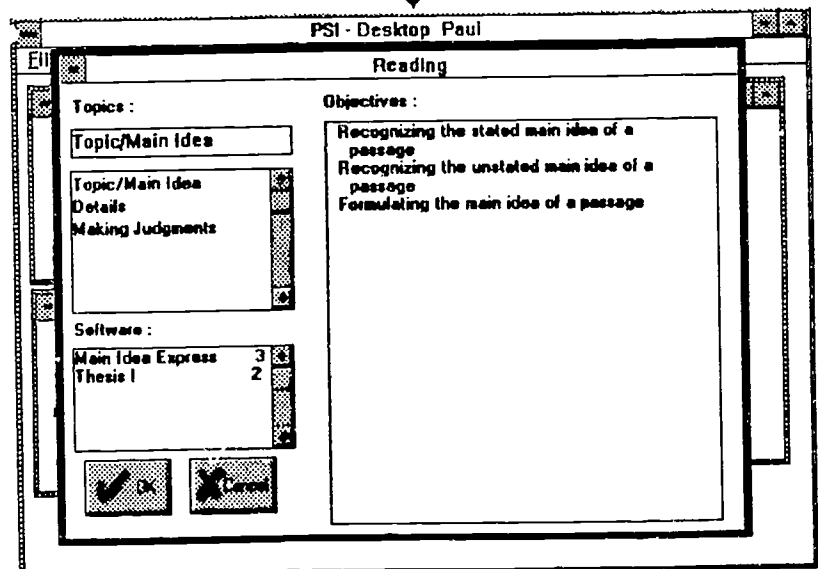 PSI - Desktop Paul
Fil
Reading
Topics :
Topic/Main Idea
Topic/Main Idea
Details
Making Judgments
Software :
Main Idea Express 3
Thesis I 2
OK
Cancel
Objectives :
Recognizing the stated main idea of a
passage
Recognizing the unstated main idea of a
passage
Formulating the main idea of a passage